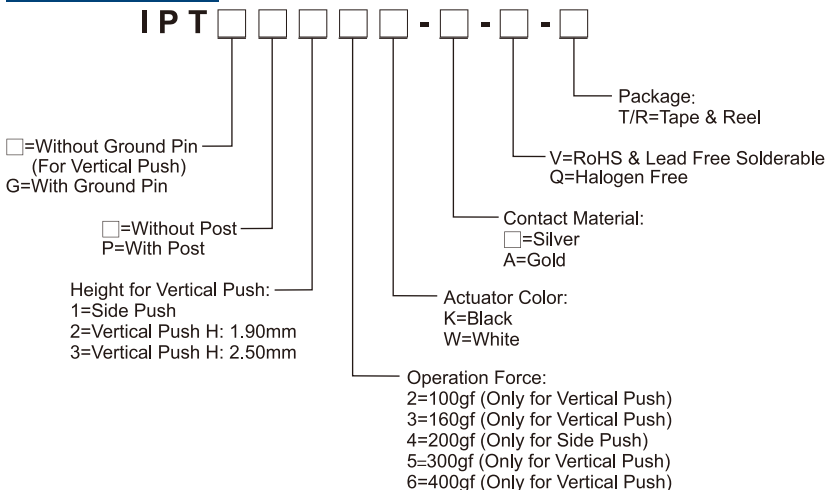 IPT□□□□□-□-□-□
Package:
T/R=Tape & Reel
□=Without Ground Pin
(For Vertical Push)
G=With Ground Pin
V=RoHS & Lead Free Solderable
Q=Halogen Free
□=Without Post
P=With Post
Contact Material:
□=Silver
A=Gold
Height for Vertical Push:
1=Side Push
2=Vertical Push H: 1.90mm
3=Vertical Push H: 2.50mm
Actuator Color:
K=Black
W=White
Operation Force:
2=100gf (Only for Vertical Push)
3=160gf (Only for Vertical Push)
4=200gf (Only for Side Push)
5=300gf (Only for Vertical Push)
6=400gf (Only for Vertical Push)